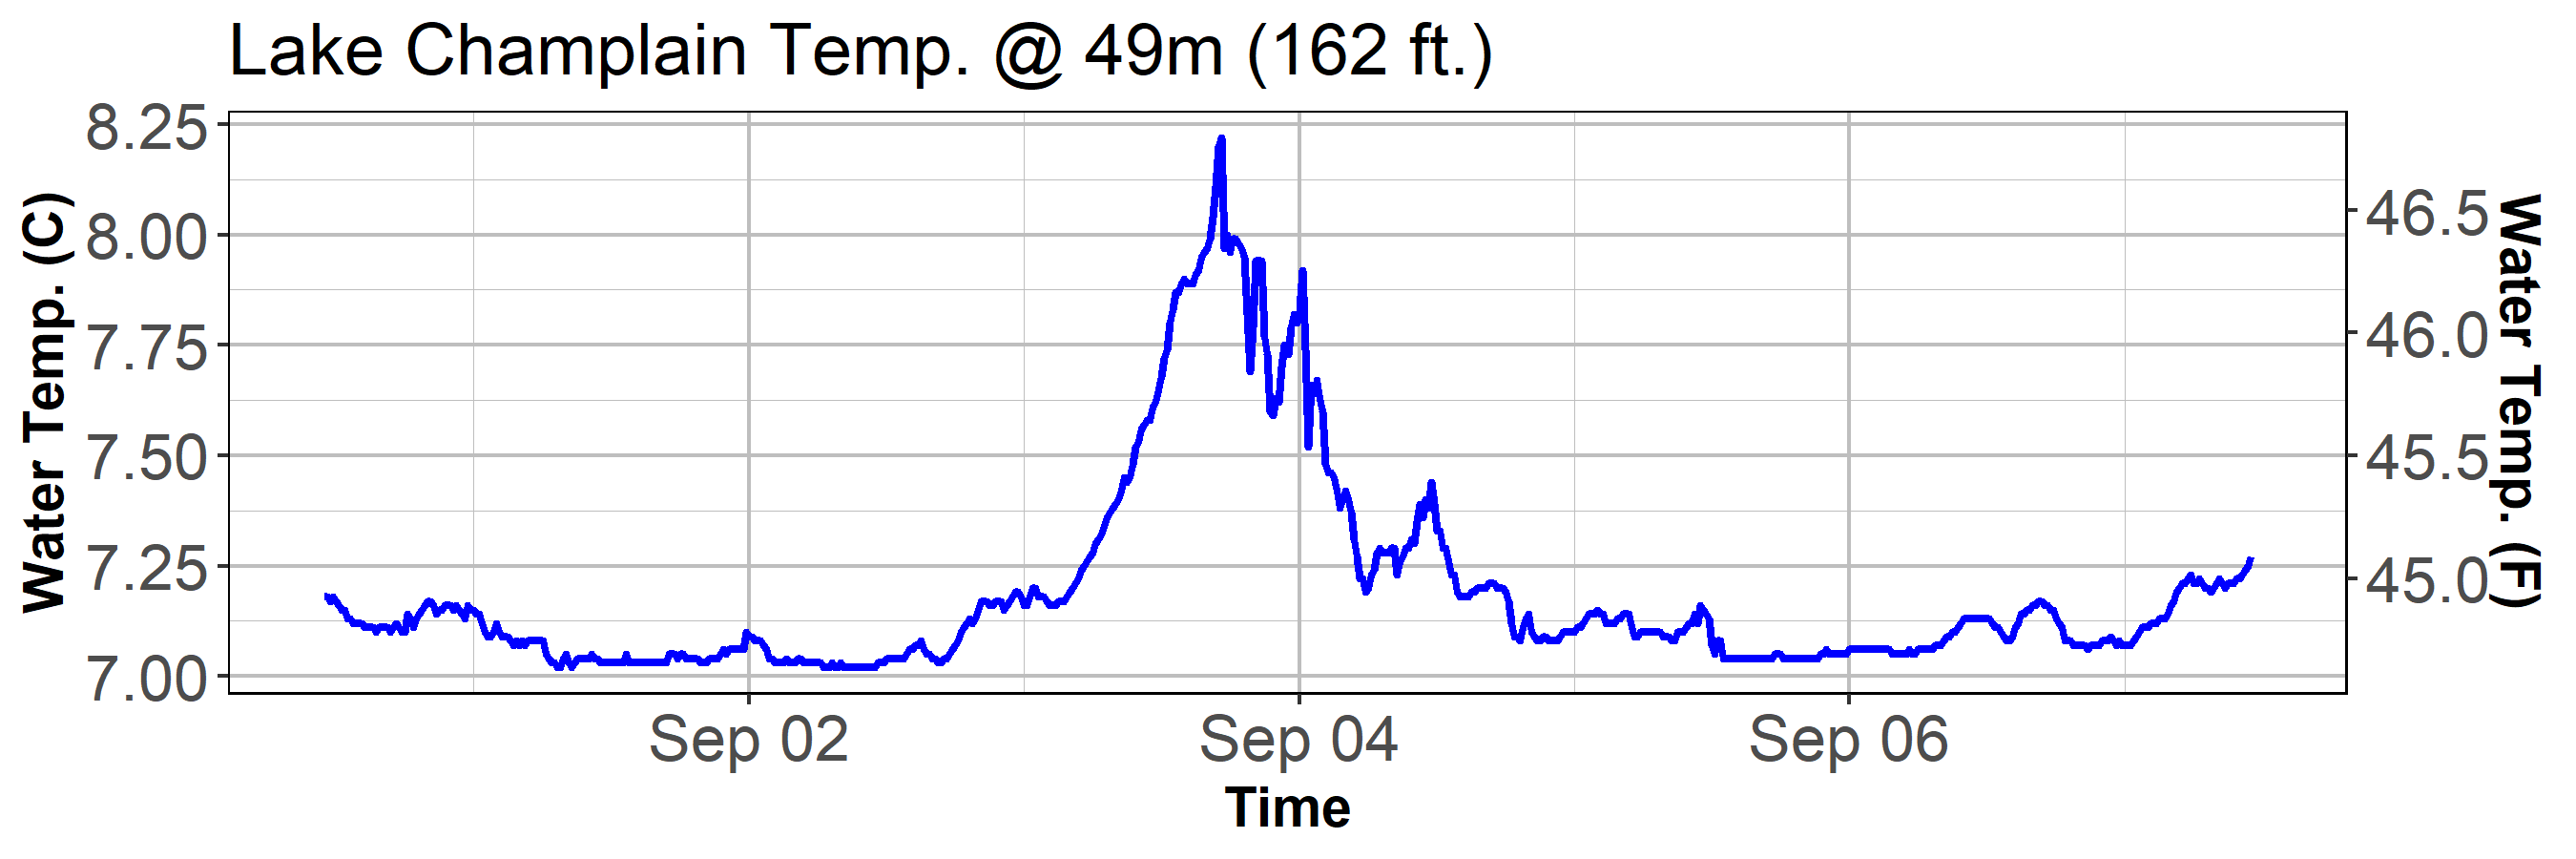 Lake Champlain Temp. @ 49m (162 ft.)
Water Temp. (C)
8.25
8.00
7.75
7.50
7.25
7.00
46.5
46.0
45.5
45.0
Water Temp. (F)
Sep 02 Sep 04 Sep 06
Time